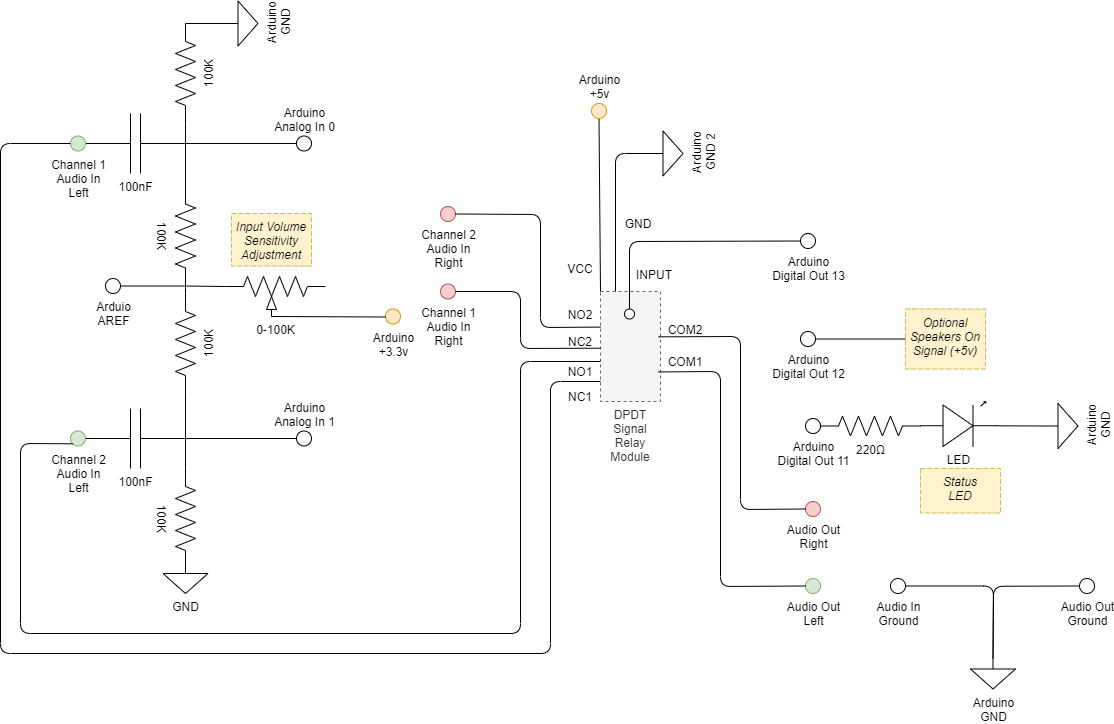 Arduino
GND
100K
Arduino
Analog In 0
Channel 1
Audio In
Left
100nF
100K
Input Volume
Sensitivity
Adjustment
Arduio
AREF
0-100K
Arduino
+3.3v
100K
Arduino
Analog In 1
Channel 2
Audio In
Left
100nF
100K
GND
Arduino
+5v
Arduino
GND 2
Channel 2
Audio In
Right
Channel 1
Audio In
Right
GND
VCC
INPUT
NO2
NC2
NO1
NC1
COM2
COM1
DPDT
Signal
Relay
Module
Arduino
Digital Out 13
Arduino
Digital Out 12
Optional
Speakers On
Signal (+5v)
Arduino
Digital Out 11
220Ω
LED
Arduino
GND
Status
LED
Audio Out
Right
Audio Out
Left
Audio In
Ground
Audio Out
Ground
Arduino
GND